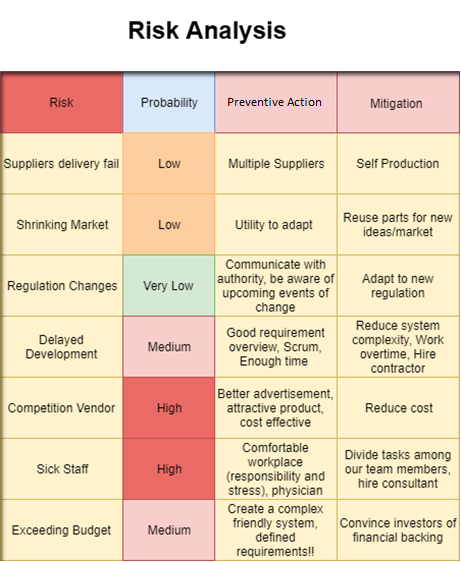 Risk Analysis
Risk
Probability
Preventive Action
Mitigation
Suppliers delivery fail
Low
Multiple Suppliers
Self Production
Shrinking Market
Low
Utility to adapt
Reuse parts for new
ideas/market
Regulation Changes
Very Low
Communicate with
authority, be aware of
upcoming events of
change
Adapt to new
regulation
Delayed
Development
Medium
Good requirement
overview, Scrum,
Enough time
Reduce system
complexity, Work
overtime, Hire
contractor
Competition Vendor
High
Better advertisement,
attractive product,
cost effective
Reduce cost
Sick Staff
High
Comfortable
workplace
(responsibility and
stress), physician
Divide tasks among
our team members,
hire consultant
Exceeding Budget
Medium
Create a complex
friendly system,
defined
requirements!!
Convince investors of
financial backing